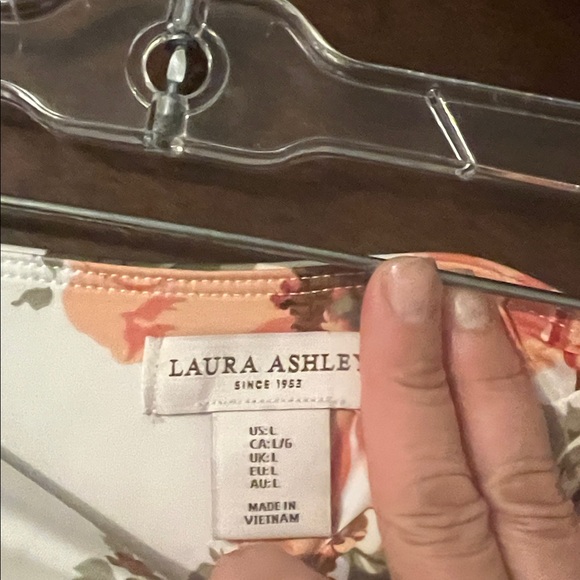 LAURA ASHLEY
SINCE 1953
US: L
CA: L/G
UK: L
EU: L
AU: L
MADE IN
VIETNAM